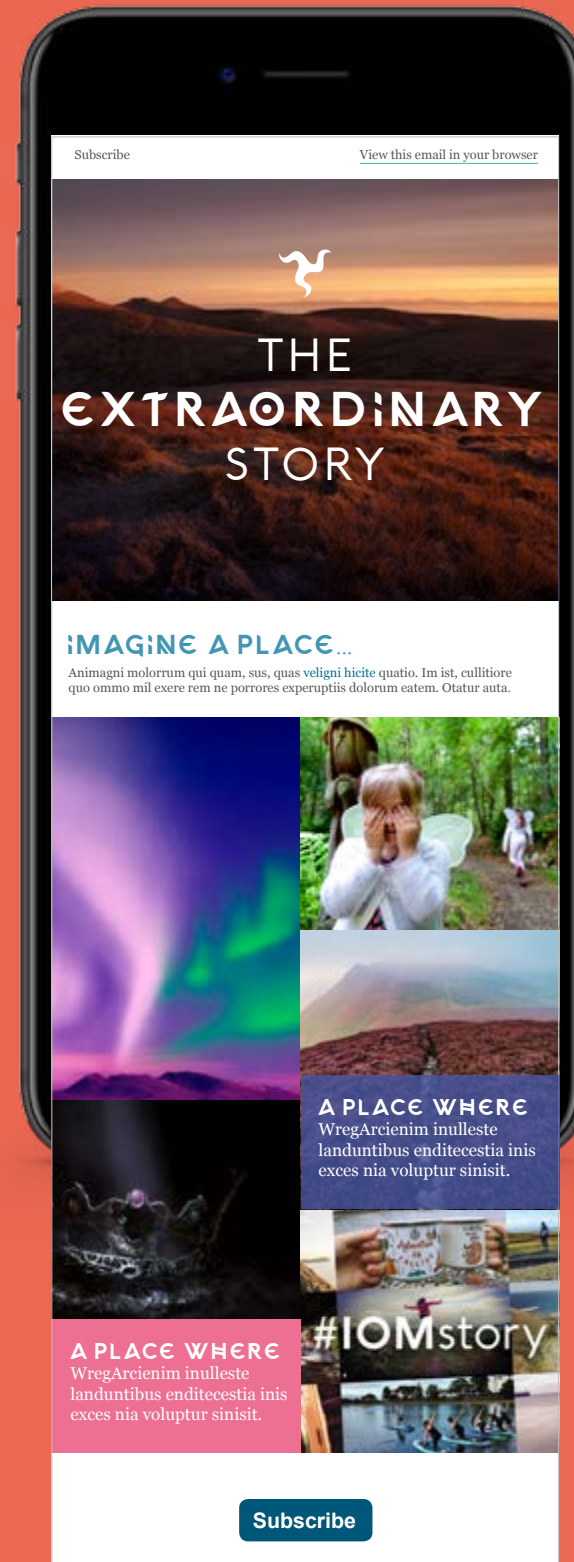 Subscribe
View this email in your browser
THE
EXTRAORDINARY
STORY
IMAGINE A PLACE...
Animagni molorrum qui quam, sus, quas veligni hicite quatio. Im ist, cullitiore
quo ommo mil exere rem ne porrores experuptiis dolorum eatem. Otatur auta.
A PLACE WHERE
WregArcienim inulleste
landuntibus enditecestia inis
exces nia voluptur sinisit.
#IOMstory
A PLACE WHERE
WregArcienim inulleste
landuntibus enditecestia inis
exces nia voluptur sinisit.
Subscribe